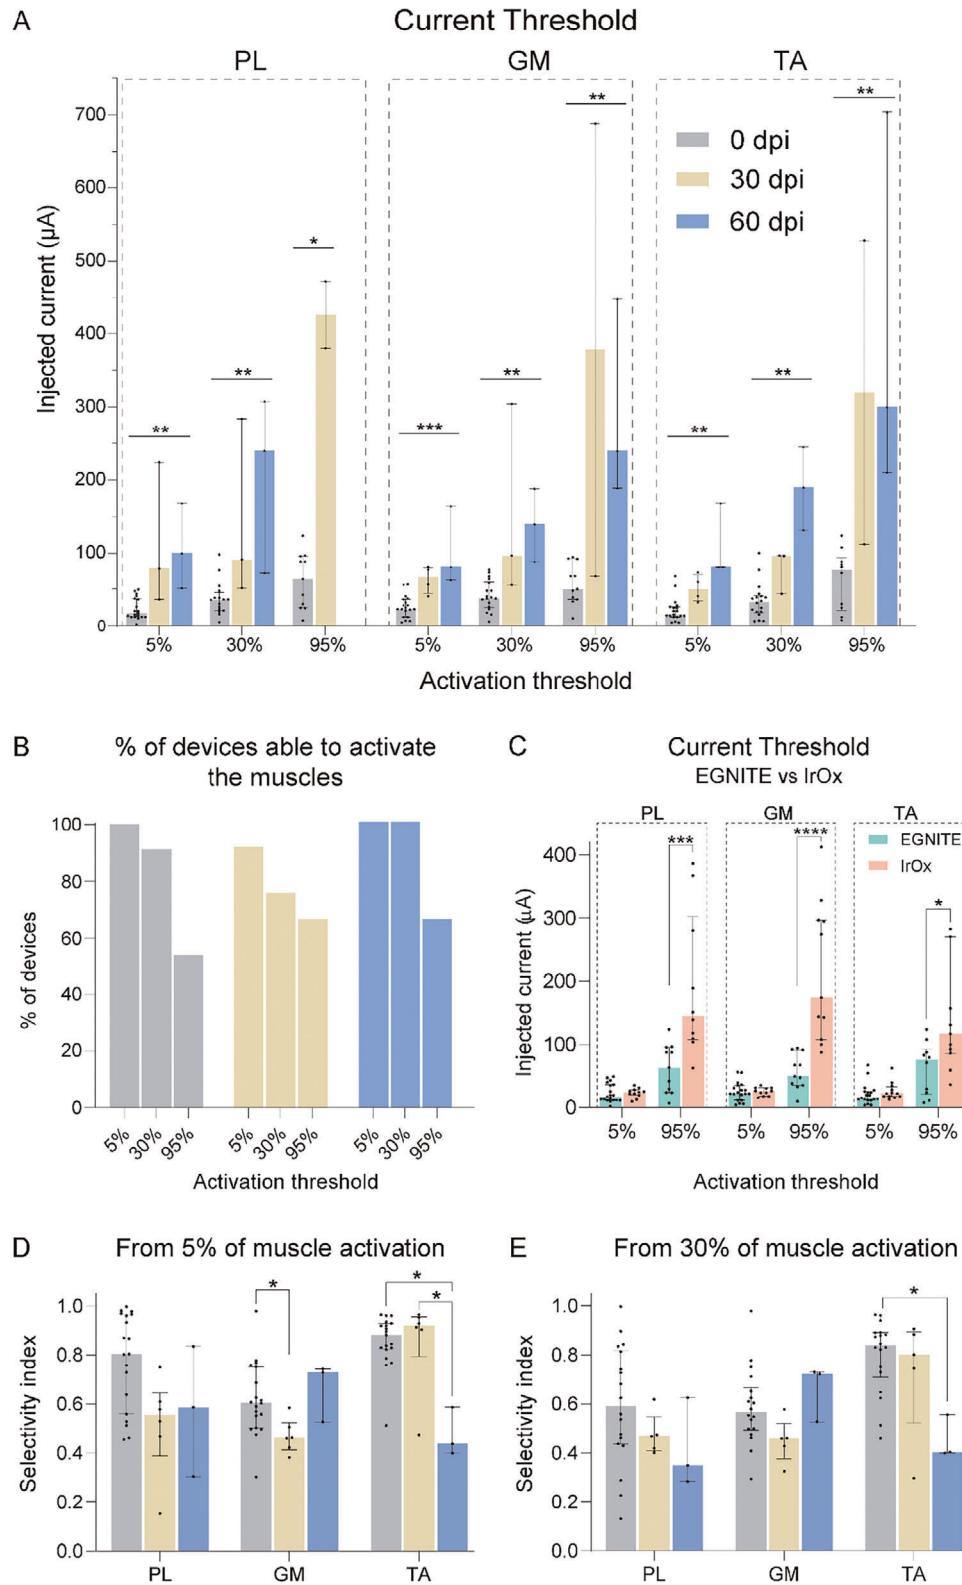 A
Current Threshold
PL
GM
TA
Injected current (μA)
700
600
500
400
300
200
100
0
**
**
*
***
**
**
**
**
**
0 dpi
30 dpi
60 dpi
5%
30%
95%
5%
30%
95%
5%
30%
95%
Activation threshold
B
% of devices able to activate
the muscles
% of devices
100
80
60
40
20
0
5%
30%
95%
5%
30%
95%
5%
30%
95%
Activation threshold
C
Current Threshold
EGNITE vs IrOx
PL
GM
TA
Injected current (μA)
400
300
200
100
0
***
****
*
EGNITE
IrOx
5%
95%
5%
95%
5%
95%
Activation threshold
D
From 5% of muscle activation
Selectivity index
1.0
0.8
0.6
0.4
0.2
0.0
*
*
*
PL
GM
TA
E
From 30% of muscle activation
Selectivity index
1.0
0.8
0.6
0.4
0.2
0.0
*
PL
GM
TA